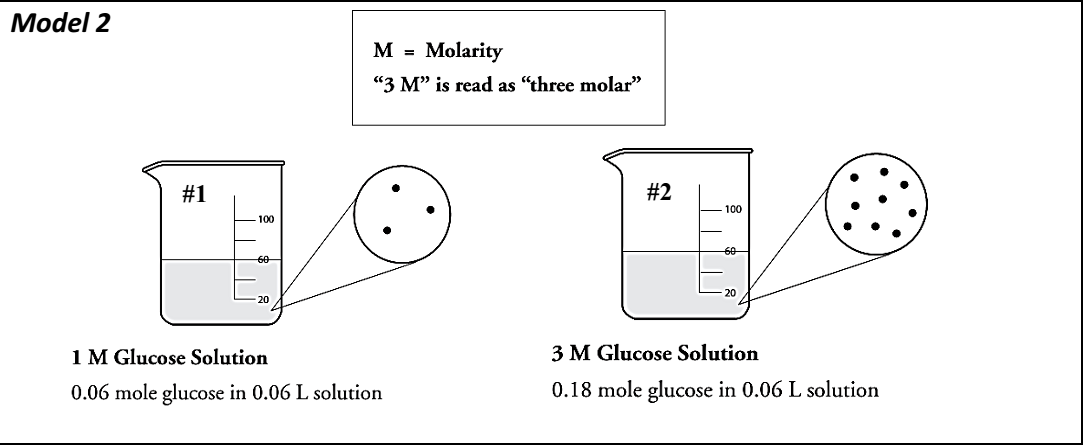 Model 2
M = Molarity
“3 M” is read as “three molar”
#1
100
60
20
#2
100
60
20
1 M Glucose Solution
0.06 mole glucose in 0.06 L solution
3 M Glucose Solution
0.18 mole glucose in 0.06 L solution